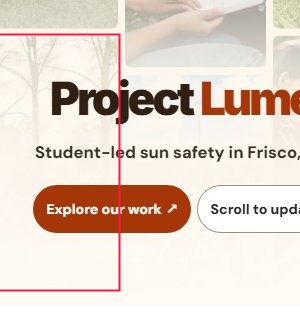 Project Lume
Student-led sun safety in Frisco,
Explore our work ↗
Scroll to upda